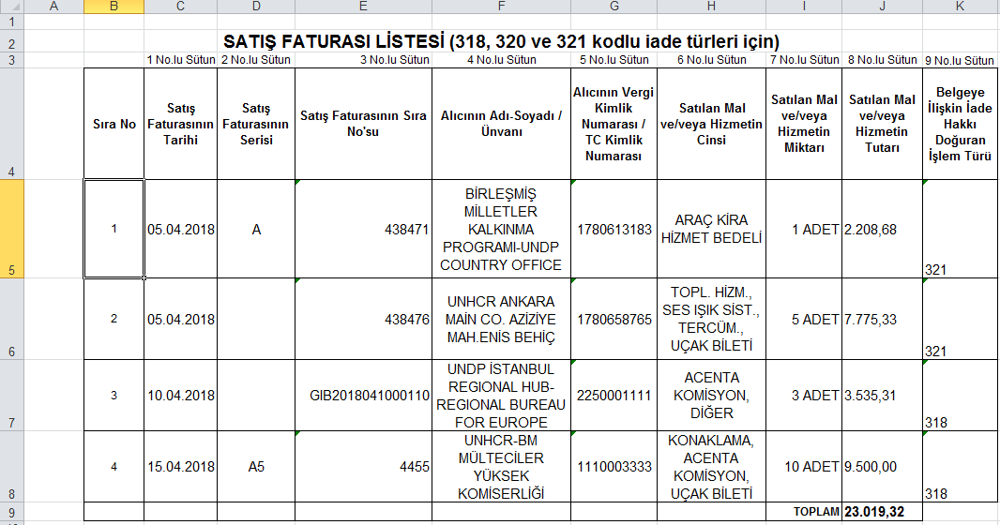 A B C D E F G H I J K
1
2 SATIŞ FATURASI LİSTESİ (318, 320 ve 321 kodlu iade türleri için)
3 1 No.lu Sütun 2 No.lu Sütun 3 No.lu Sütun 4 No.lu Sütun 5 No.lu Sütun 6 No.lu Sütun 7 No.lu Sütun 8 No.lu Sütun 9 No.lu Sütun
4
Sıra No
Satış
Faturasının
Tarihi
Satış
Faturasının
Serisi
Satış Faturasının Sıra
No'su
Alıcının Adı-Soyadı /
Ünvanı
Alıcının Vergi
Kimlik
Numarası /
TC Kimlik
Numarası
Satılan Mal
ve/veya Hizmetin
Cinsi
Satılan Mal
ve/veya
Hizmetin
Miktarı
Satılan Mal
ve/veya
Hizmetin
Tutarı
Belgeye
İlişkin İade
Hakkı
Doğuran
İşlem Türü
5
1
05.04.2018
A
438471
BİRLEŞMİŞ
MİLLETLER
KALKINMA
PROGRAMI-UNDP
COUNTRY OFFICE
1780613183
ARAÇ KİRA
HİZMET BEDELİ
1 ADET
2.208,68
321
6
2
05.04.2018
438476
UNHCR ANKARA
MAİN CO. AZİZİYE
MAH.ENİS BEHİÇ
1780658765
TOPL. HİZM.,
SES IŞIK SİST.,
TERCÜM.,
UÇAK BİLETİ
5 ADET
7.775,33
321
7
3
10.04.2018
GIB2018041000110
UNDP İSTANBUL
REGIONAL HUB-
REGIONAL BUREAU
FOR EUROPE
2250001111
ACENTA
KOMİSYON,
DİĞER
3 ADET
3.535,31
318
8
4
15.04.2018
A5
4455
UNHCR-BM
MÜLTECİLER
YÜKSEK
KOMİSERLİĞİ
1110003333
KONAKLAMA,
ACENTA
KOMİSYON,
UÇAK BİLETİ
10 ADET
9.500,00
318
9 TOPLAM 23.019,32